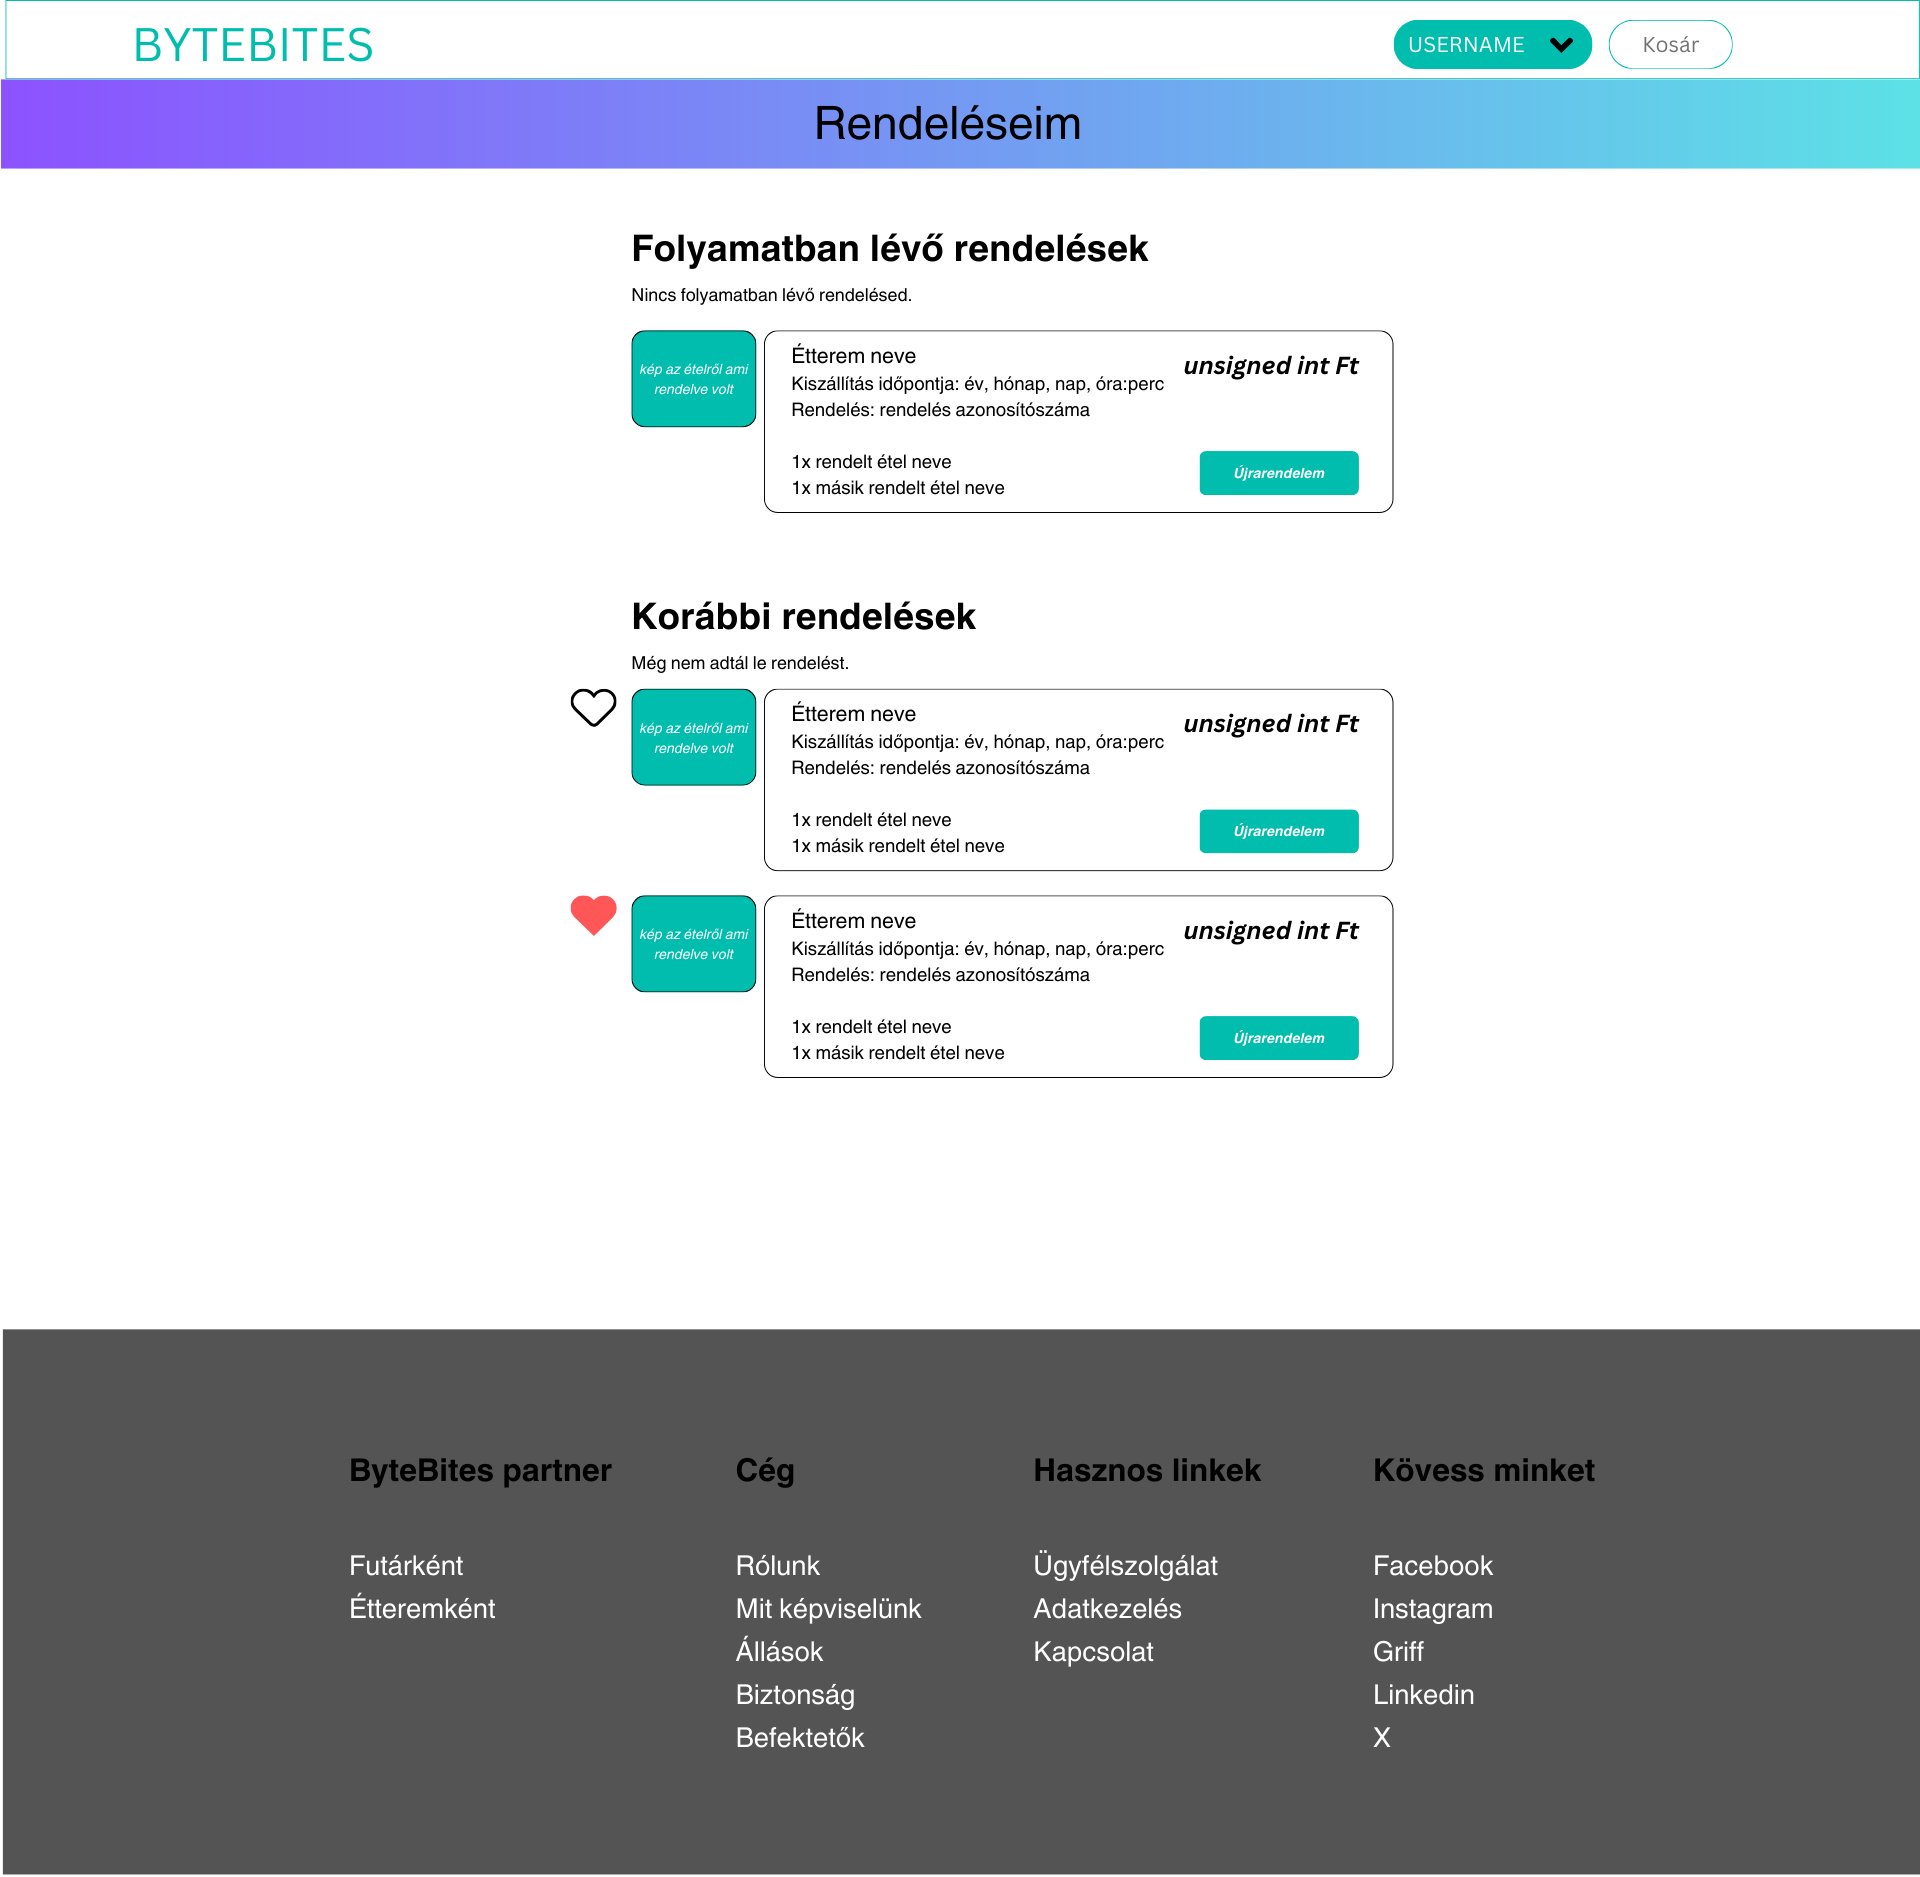 BYTEBITES
USERNAME
Kosár
Rendeléseim
Folyamatban lévő rendelések
Nincs folyamatban lévő rendelésed.
kép az ételről ami
rendelve volt
Étterem neve
unsigned int Ft
Kiszállítás időpontja: év, hónap, nap, óra:perc
Rendelés: rendelés azonosítószáma
1x rendelt étel neve
1x másik rendelt étel neve
Újrarendelem
Korábbi rendelések
Még nem adtál le rendelést.
kép az ételről ami
rendelve volt
Étterem neve
unsigned int Ft
Kiszállítás időpontja: év, hónap, nap, óra:perc
Rendelés: rendelés azonosítószáma
1x rendelt étel neve
1x másik rendelt étel neve
Újrarendelem
kép az ételről ami
rendelve volt
Étterem neve
unsigned int Ft
Kiszállítás időpontja: év, hónap, nap, óra:perc
Rendelés: rendelés azonosítószáma
1x rendelt étel neve
1x másik rendelt étel neve
Újrarendelem
ByteBites partner
Futárként
Étteremként
Cég
Rólunk
Mit képviselünk
Állások
Biztonság
Befektetők
Hasznos linkek
Ügyfélszolgálat
Adatkezelés
Kapcsolat
Kövess minket
Facebook
Instagram
Griff
Linkedin
X